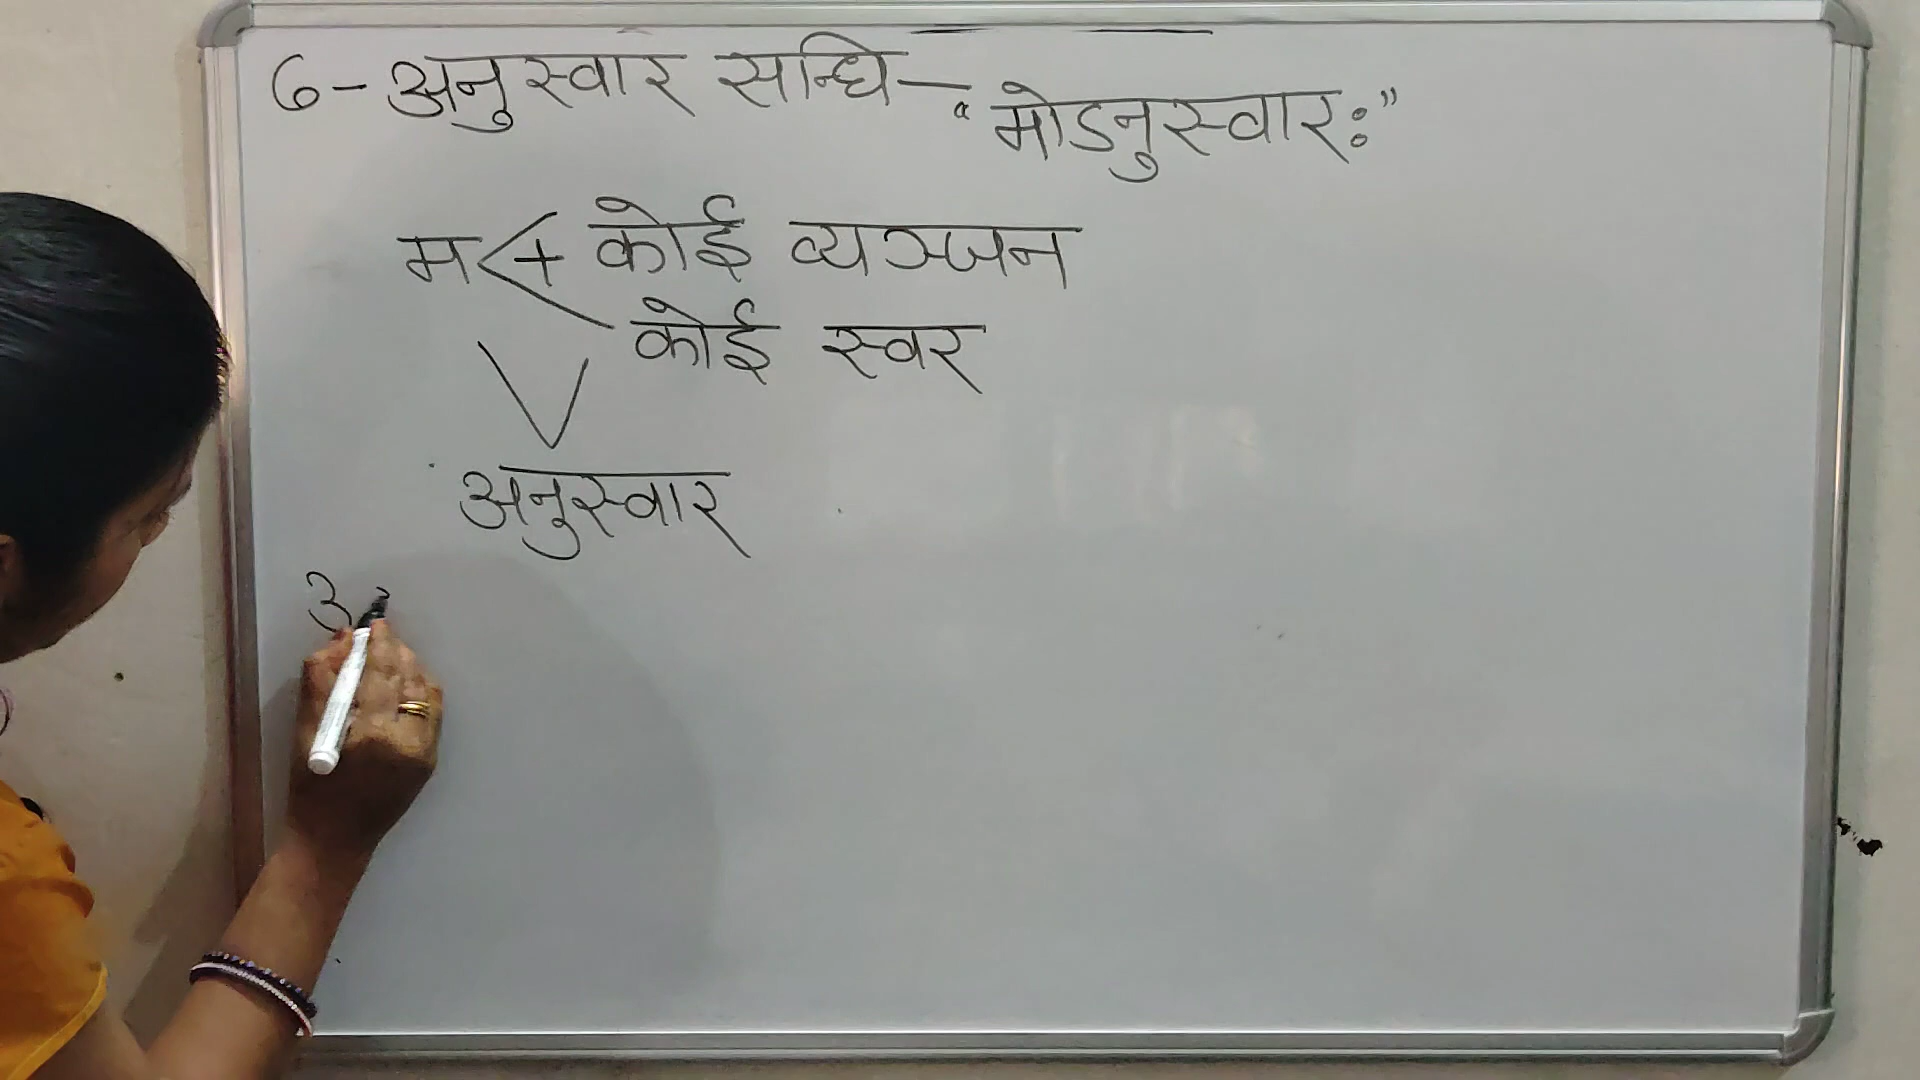 6- अनुस्वार सन्धि- "मोऽनुस्वारः"
म < + कोई व्यञ्जन
कोई स्वर
अनुस्वार